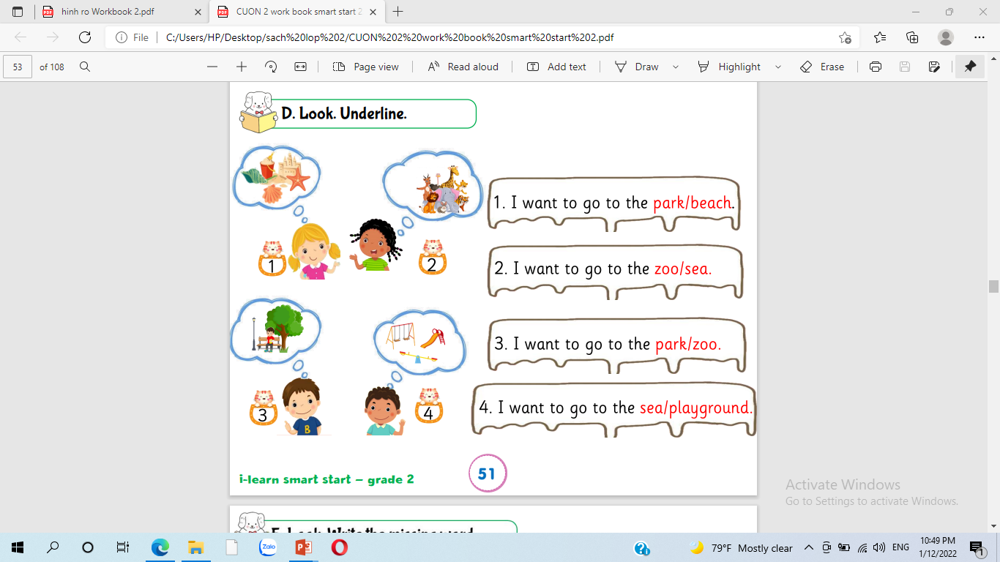 hinh ro Workbook 2.pdf
CUON 2 work book smart start 2
File
C:/Users/HP/Desktop/sach%20lop%202/CUON%202%20work%20book%20smart%20start%202.pdf
53 of 108
Page view
Read aloud
Add text
Draw
Highlight
Erase
D. Look. Underline.
1. I want to go to the park/beach.
1
2
2. I want to go to the zoo/sea.
3. I want to go to the park/zoo.
3
B
4
4. I want to go to the sea/playground.
i-learn smart start – grade 2
51
Activate Windows
Go to Settings to activate Windows.
E. Look. Write the missing word.
Zalo
79°F Mostly clear
ENG
10:49 PM
1/12/2022
1